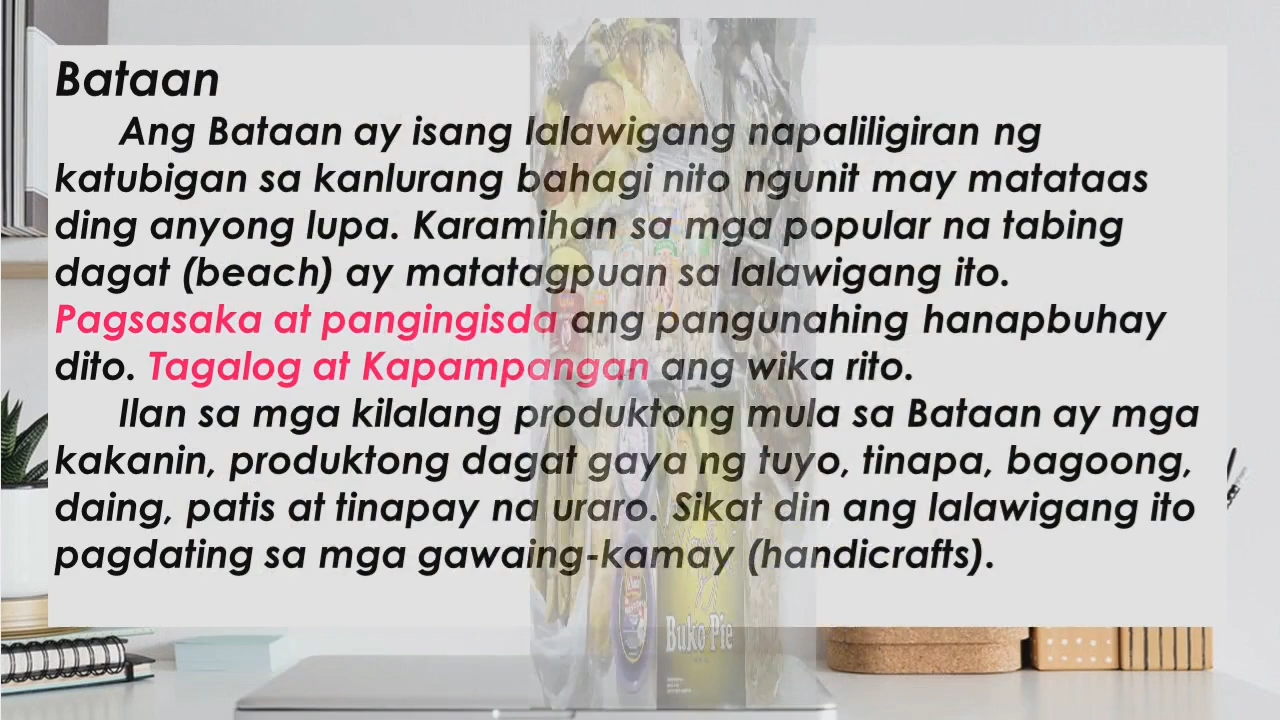 Bataan
Ang Bataan ay isang lalawigang napaliligiran ng
katubigan sa kanlurang bahagi nito ngunit may matataas
ding anyong lupa. Karamihan sa mga popular na tabing
dagat (beach) ay matatagpuan sa lalawigang ito.
Pagsasaka at pangingisda ang pangunahing hanapbuhay
dito. Tagalog at Kapampangan ang wika rito.
Ilan sa mga kilalang produktong mula sa Bataan ay mga
kakanin, produktong dagat gaya ng tuyo, tinapa, bagoong,
daing, patis at tinapay na uraro. Sikat din ang lalawigang ito
pagdating sa mga gawaing-kamay (handicrafts).
Buko Pie